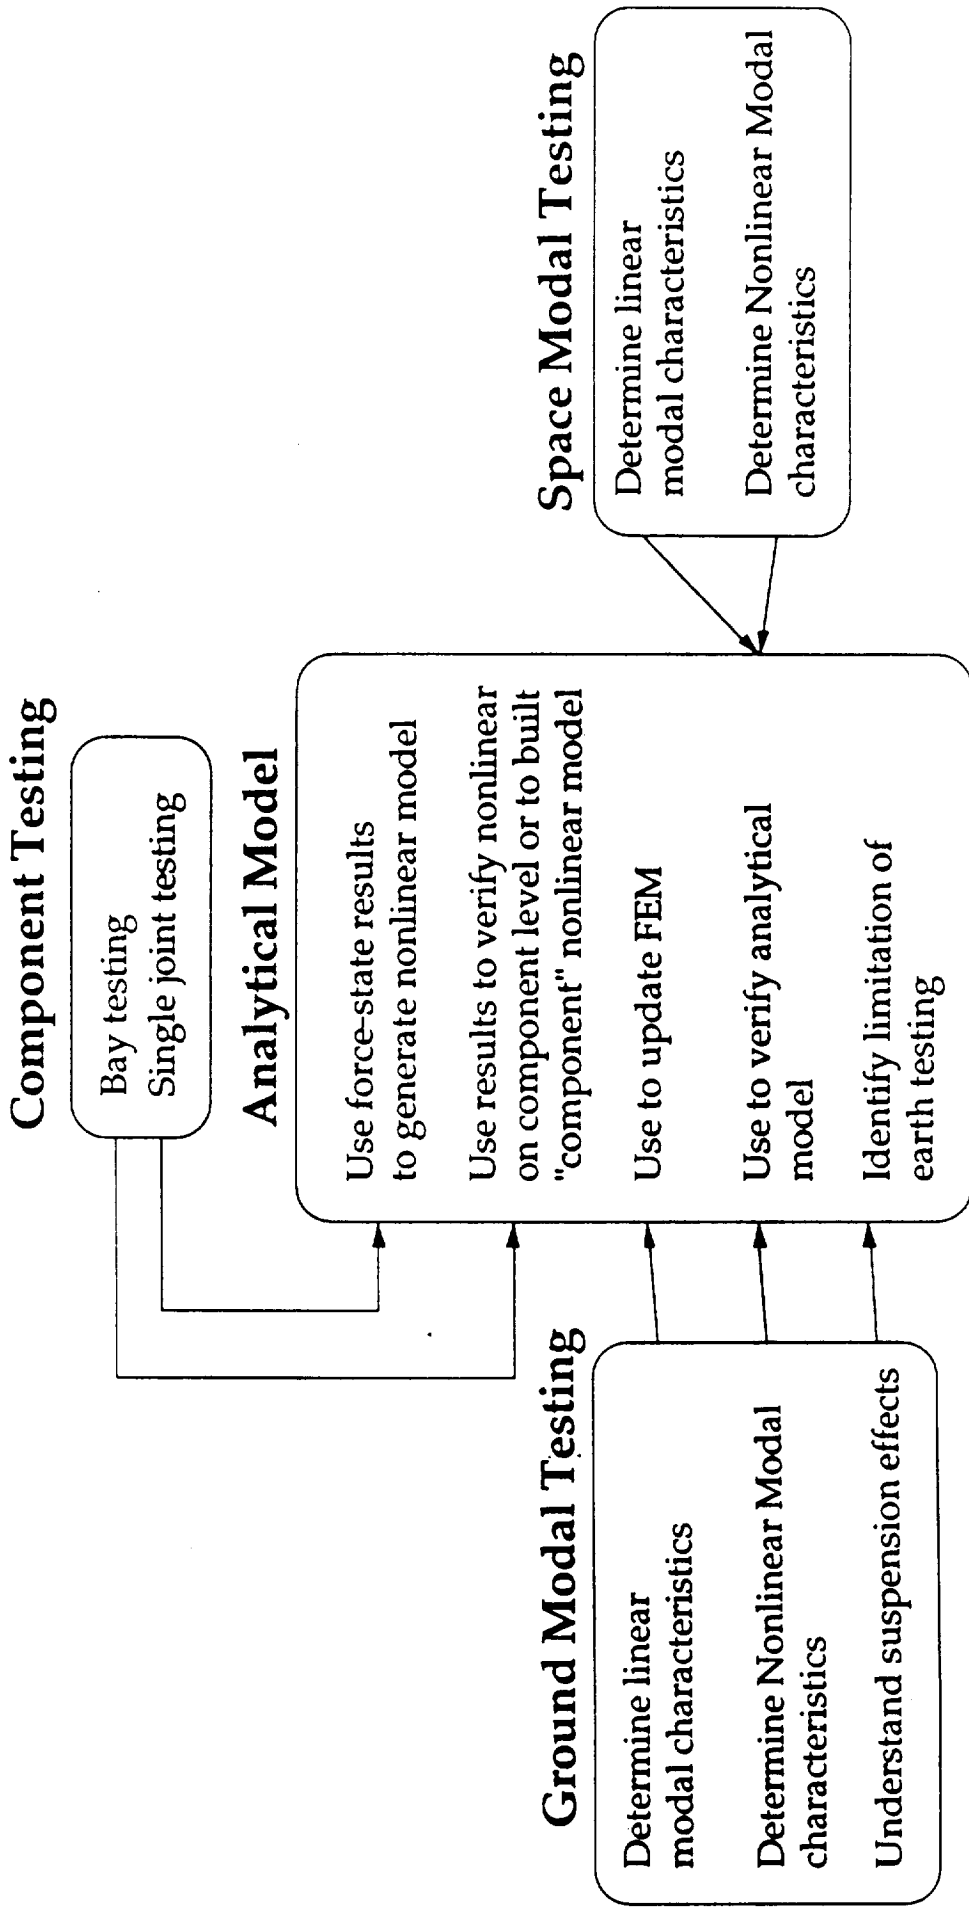 Component Testing
Bay testing
Single joint testing
Analytical Model
Use force-state results
to generate nonlinear model
Use results to verify nonlinear
on component level or to built
"component" nonlinear model
Use to update FEM
Use to verify analytical
model
Identify limitation of
earth testing
Ground Modal Testing
Determine linear
modal characteristics
Determine Nonlinear Modal
characteristics
Understand suspension effects
Space Modal Testing
Determine linear
modal characteristics
Determine Nonlinear Modal
characteristics